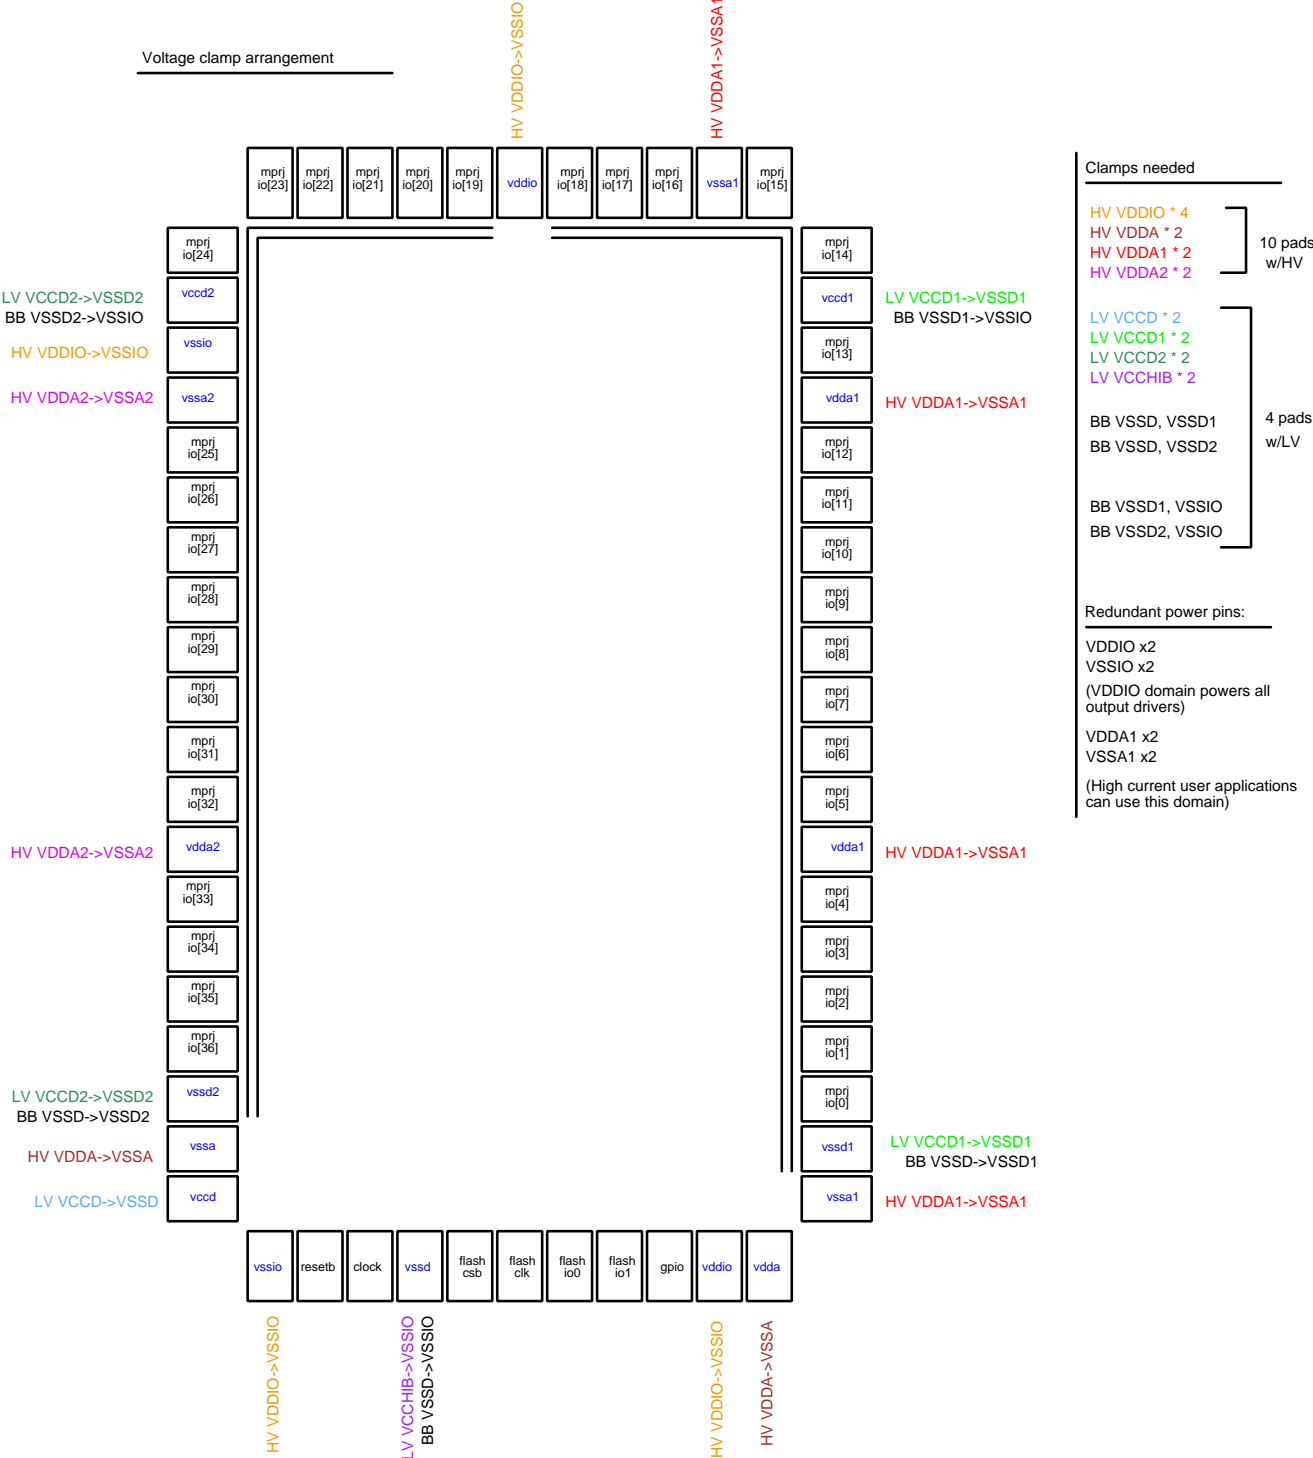 HV VDDIO->VSSIO
HV VDDA1->VSSA1
Voltage clamp arrangement
mprj
io[23]
mprj
io[22]
mprj
io[21]
mprj
io[20]
mprj
io[19]
vddio
mprj
io[18]
mprj
io[17]
mprj
io[16]
vssa1
mprj
io[15]
mprj
io[24]
vccd2
LV VCCD2->VSSD2
BB VSSD2->VSSIO
vssio
HV VDDIO->VSSIO
vssa2
HV VDDA2->VSSA2
mprj
io[25]
mprj
io[26]
mprj
io[27]
mprj
io[28]
mprj
io[29]
mprj
io[30]
mprj
io[31]
mprj
io[32]
vdda2
HV VDDA2->VSSA2
mprj
io[33]
mprj
io[34]
mprj
io[35]
mprj
io[36]
vssd2
LV VCCD2->VSSD2
BB VSSD->VSSD2
vssa
HV VDDA->VSSA
vccd
LV VCCD->VSSD
mprj
io[14]
vccd1
LV VCCD1->VSSD1
BB VSSD1->VSSIO
mprj
io[13]
vdda1
HV VDDA1->VSSA1
mprj
io[12]
mprj
io[11]
mprj
io[10]
mprj
io[9]
mprj
io[8]
mprj
io[7]
mprj
io[6]
mprj
io[5]
vdda1
HV VDDA1->VSSA1
mprj
io[4]
mprj
io[3]
mprj
io[2]
mprj
io[1]
mprj
io[0]
vssd1
LV VCCD1->VSSD1
BB VSSD->VSSD1
vssa1
HV VDDA1->VSSA1
vssio
resetb
clock
vssd
flash
csb
flash
clk
flash
io0
flash
io1
gpio
vddio
vdda
HV VDDIO->VSSIO
LV VCCHIB->VSSIO
BB VSSD->VSSIO
HV VDDIO->VSSIO
HV VDDA->VSSA
Clamps needed
HV VDDIO * 4
HV VDDA * 2
HV VDDA1 * 2
HV VDDA2 * 2
10 pads
w/HV
LV VCCD * 2
LV VCCD1 * 2
LV VCCD2 * 2
LV VCCHIB * 2
BB VSSD, VSSD1
BB VSSD, VSSD2
BB VSSD1, VSSIO
BB VSSD2, VSSIO
4 pads
w/LV
Redundant power pins:
VDDIO x2
VSSIO x2
(VDDIO domain powers all
output drivers)
VDDA1 x2
VSSA1 x2
(High current user applications
can use this domain)